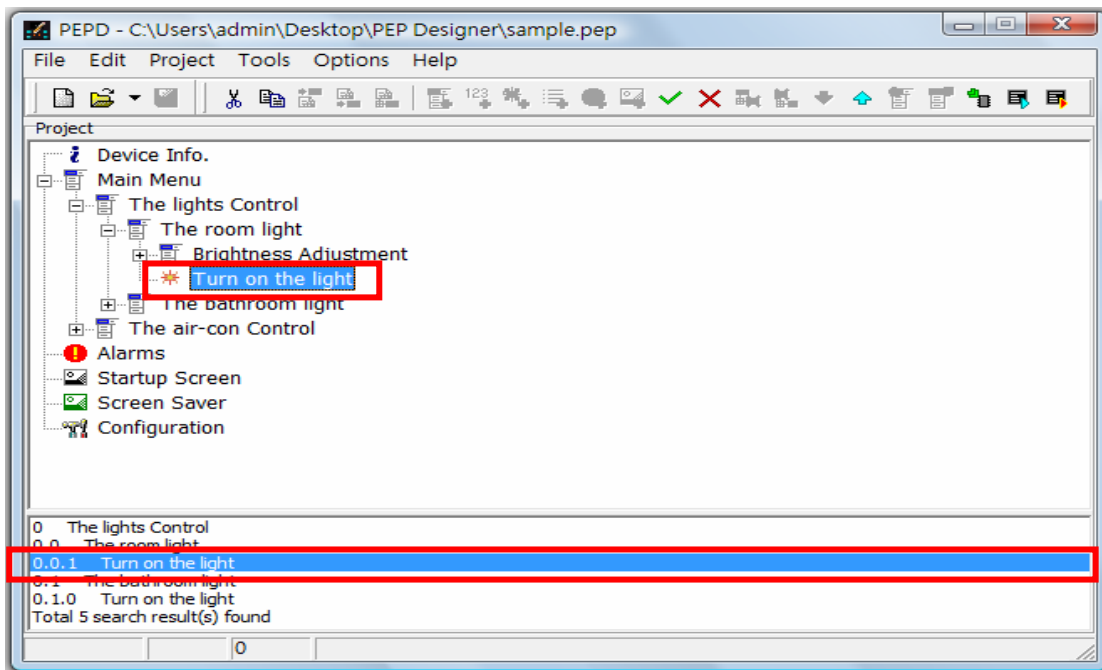 PEPD - C:\Users\admin\Desktop\PEP Designer\sample.pep
File Edit Project Tools Options Help
123
Project
Device Info.
Main Menu
The lights Control
The room light
Brightness Adjustment
Turn on the light
The bathroom light
The air-con Control
Alarms
Startup Screen
Screen Saver
Configuration
0 The lights Control
0.0 The room light
0.0.1 Turn on the light
0.1 The bathroom light
0.1.0 Turn on the light
Total 5 search result(s) found
0